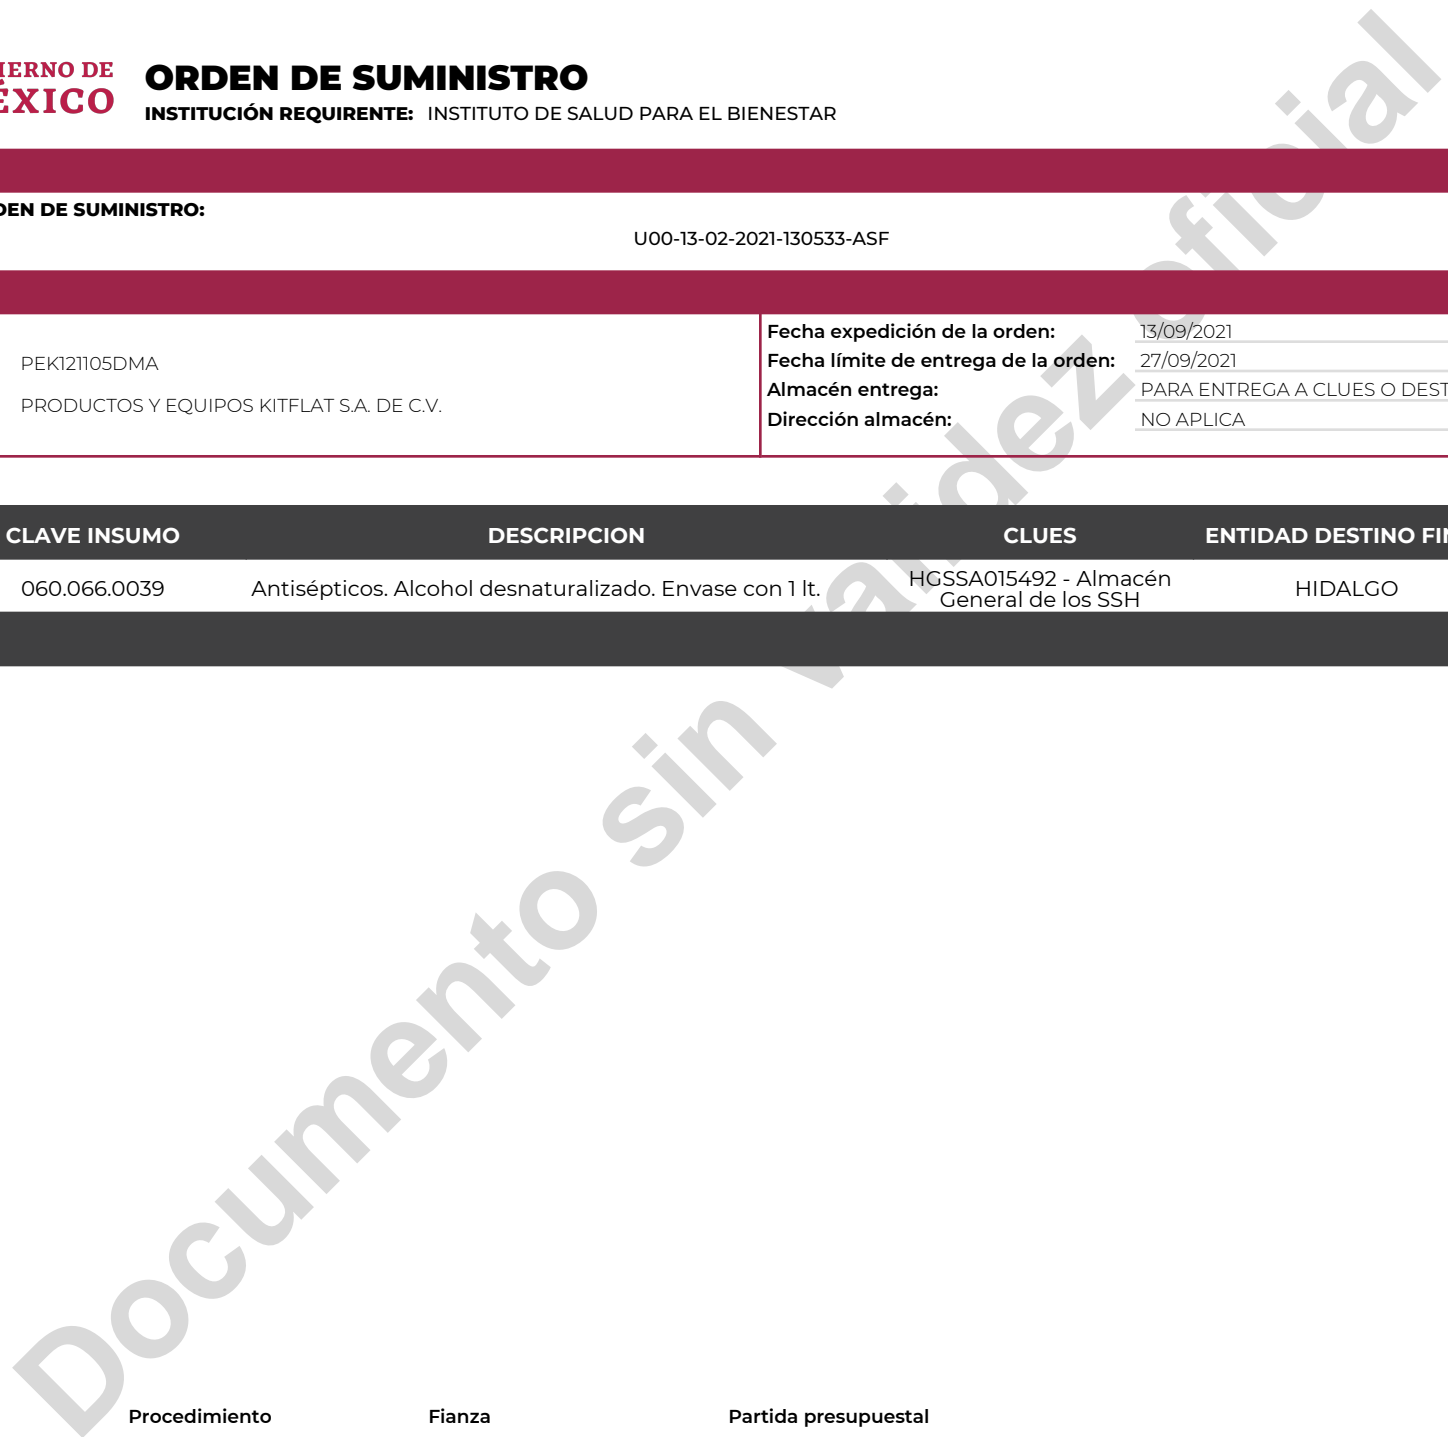 IERNO DE
ÉXICO
ORDEN DE SUMINISTRO
INSTITUCIÓN REQUIRENTE: INSTITUTO DE SALUD PARA EL BIENESTAR
DEN DE SUMINISTRO:
U00-13-02-2021-130533-ASF
PEK121105DMA
PRODUCTOS Y EQUIPOS KITFLAT S.A. DE C.V.
Fecha expedición de la orden: 13/09/2021
Fecha límite de entrega de la orden: 27/09/2021
Almacén entrega: PARA ENTREGA A CLUES O DEST
Dirección almacén: NO APLICA
CLAVE INSUMO DESCRIPCION CLUES ENTIDAD DESTINO FIN
060.066.0039 Antisépticos. Alcohol desnaturalizado. Envase con 1 lt. HGSSA015492 - Almacén General de los SSH HIDALGO
Documento sin validez oficial
Procedimiento Fianza Partida presupuestal